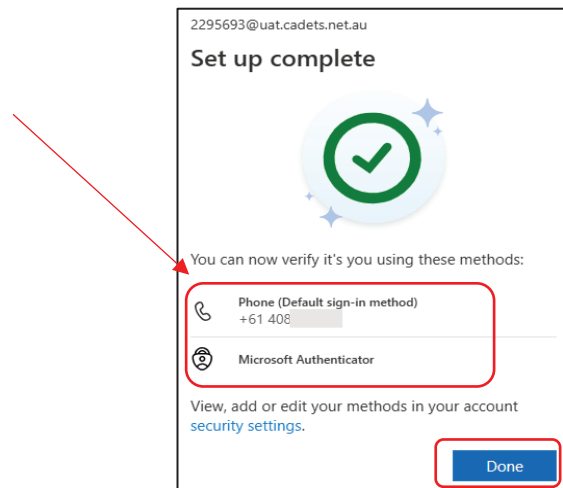 2295693@uat.cadets.net.au
Set up complete
You can now verify it's you using these methods:
Phone (Default sign-in method)
+61 408
Microsoft Authenticator
View, add or edit your methods in your account
security settings.
Done